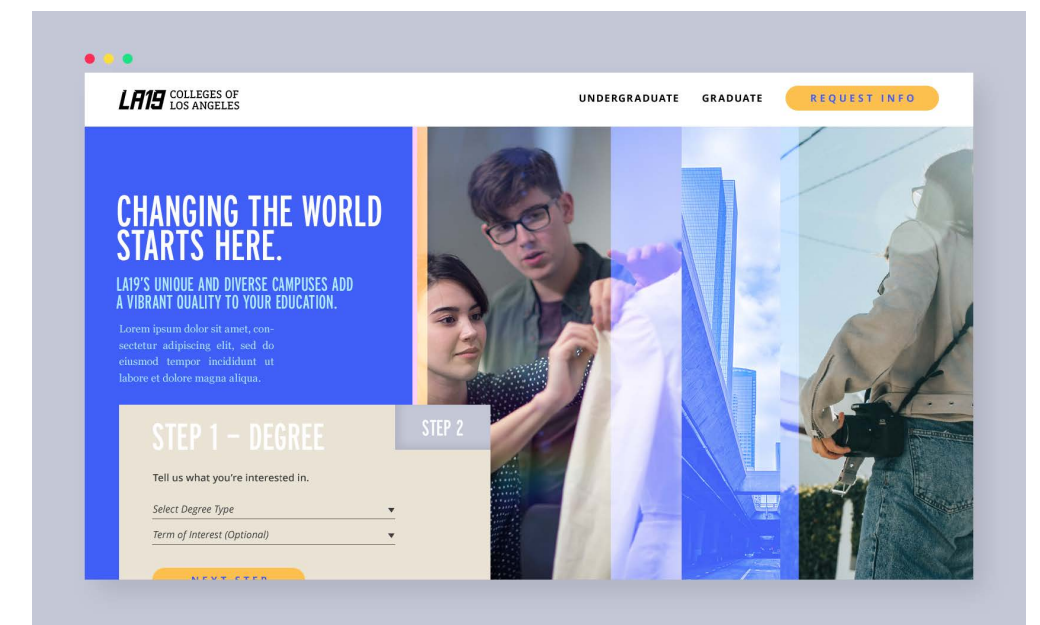 LA19 COLLEGES OF
LOS ANGELES
UNDERGRADUATE GRADUATE REQUEST INFO
CHANGING THE WORLD
STARTS HERE.
LA19'S UNIQUE AND DIVERSE CAMPUSES ADD
A VIBRANT QUALITY TO YOUR EDUCATION.
Lorem ipsum dolor sit amet, con-
sectetur adipiscing elit, sed do
eiusmod tempor incididunt ut
labore et dolore magna aliqua.
STEP 1 – DEGREE
STEP 2
Tell us what you're interested in.
Select Degree Type
Term of Interest (Optional)
NEXT STEP